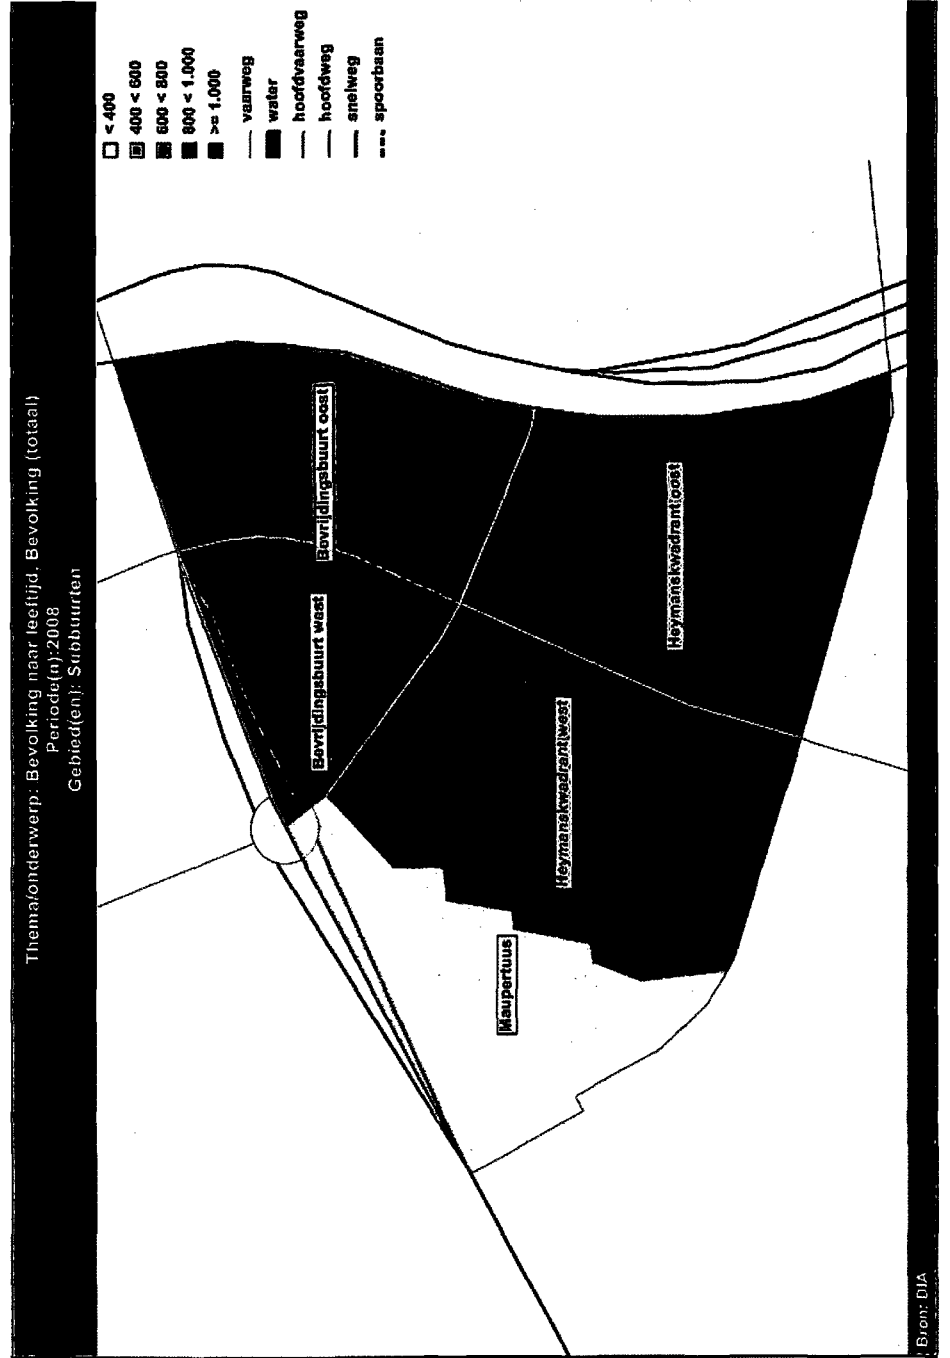 Thema/onderwerp: Bevolking naar leeftijd, Bevolking (totaal)
Periode(n):2008
Gebied(en): Subbuurten
< 400
400 < 600
600 < 800
800 < 1.000
>= 1.000
vaarweg
water
hoofdvaarweg
hoofdweg
snelweg
spoorbaan
Bevrijdingsbuurt oost
Bevrijdingsbuurt west
Heymanskwadrant oost
Heymanskwadrant west
Maupertuus
Bron: DIA